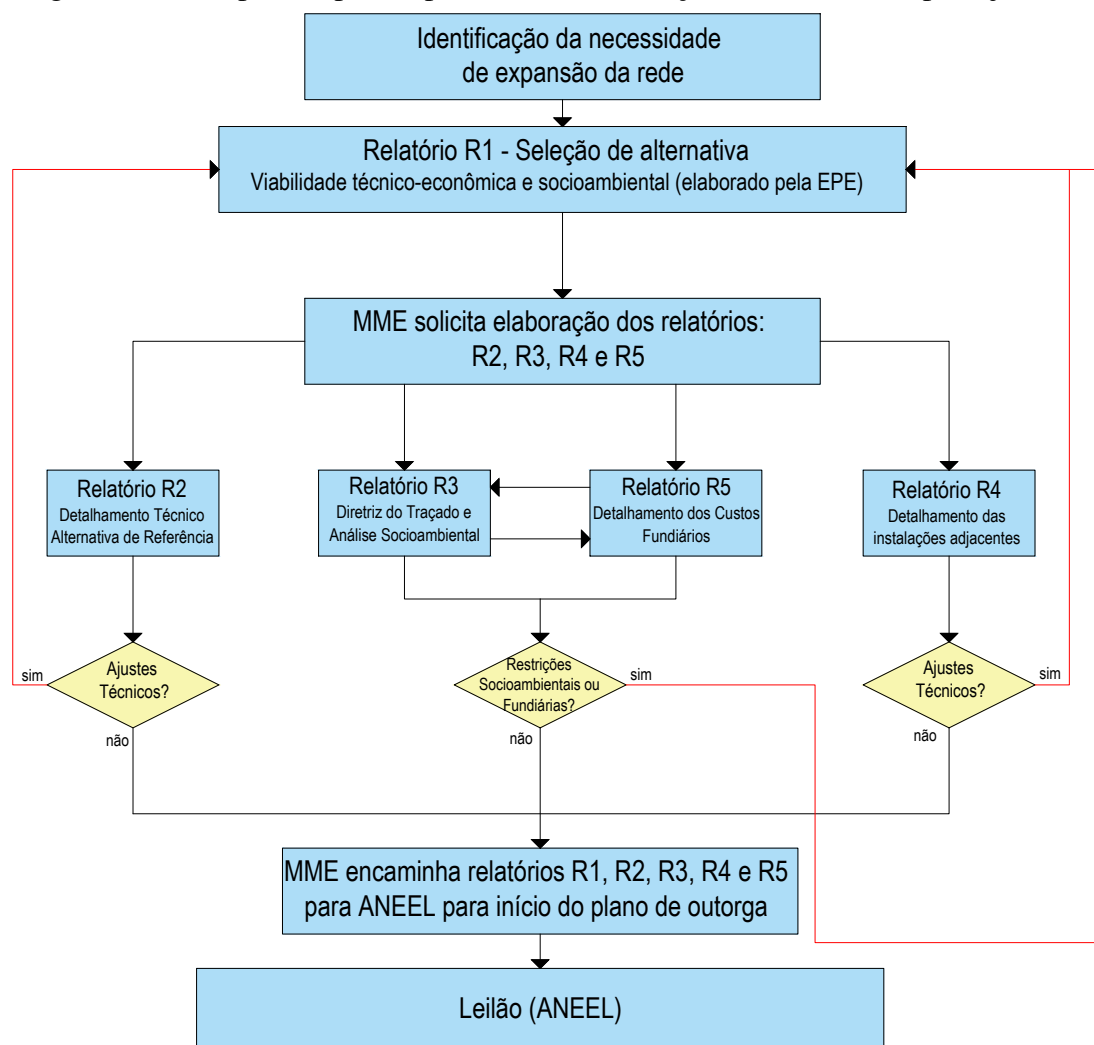 Identificação da necessidade
de expansão da rede
Relatório R1 - Seleção de alternativa
Viabilidade técnico-econômica e socioambiental (elaborado pela EPE)
MME solicita elaboração dos relatórios:
R2, R3, R4 e R5
Relatório R2
Detalhamento Técnico
Alternativa de Referência
Relatório R3
Diretriz do Traçado e
Análise Socioambiental
Relatório R5
Detalhamento dos Custos
Fundiários
Relatório R4
Detalhamento das
instalações adjacentes
sim
Ajustes
Técnicos?
não
Restrições
Socioambientais ou
Fundiárias?
sim
não
Ajustes
Técnicos?
sim
não
MME encaminha relatórios R1, R2, R3, R4 e R5
para ANEEL para início do plano de outorga
Leilão (ANEEL)